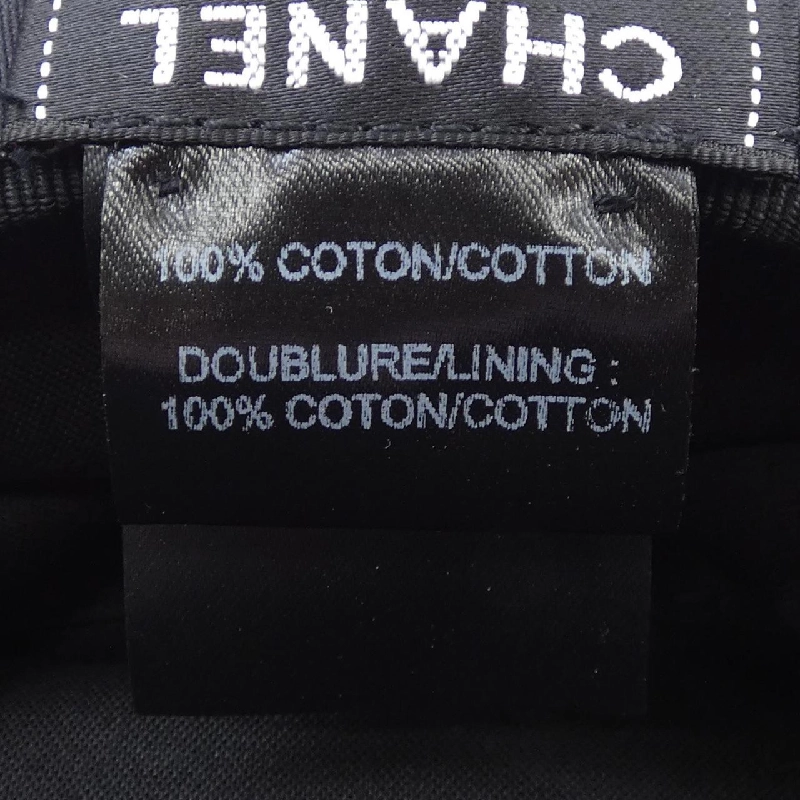 CHANEL
100% COTON/COTTON
DOUBLURE/LINING :
100% COTON/COTTON